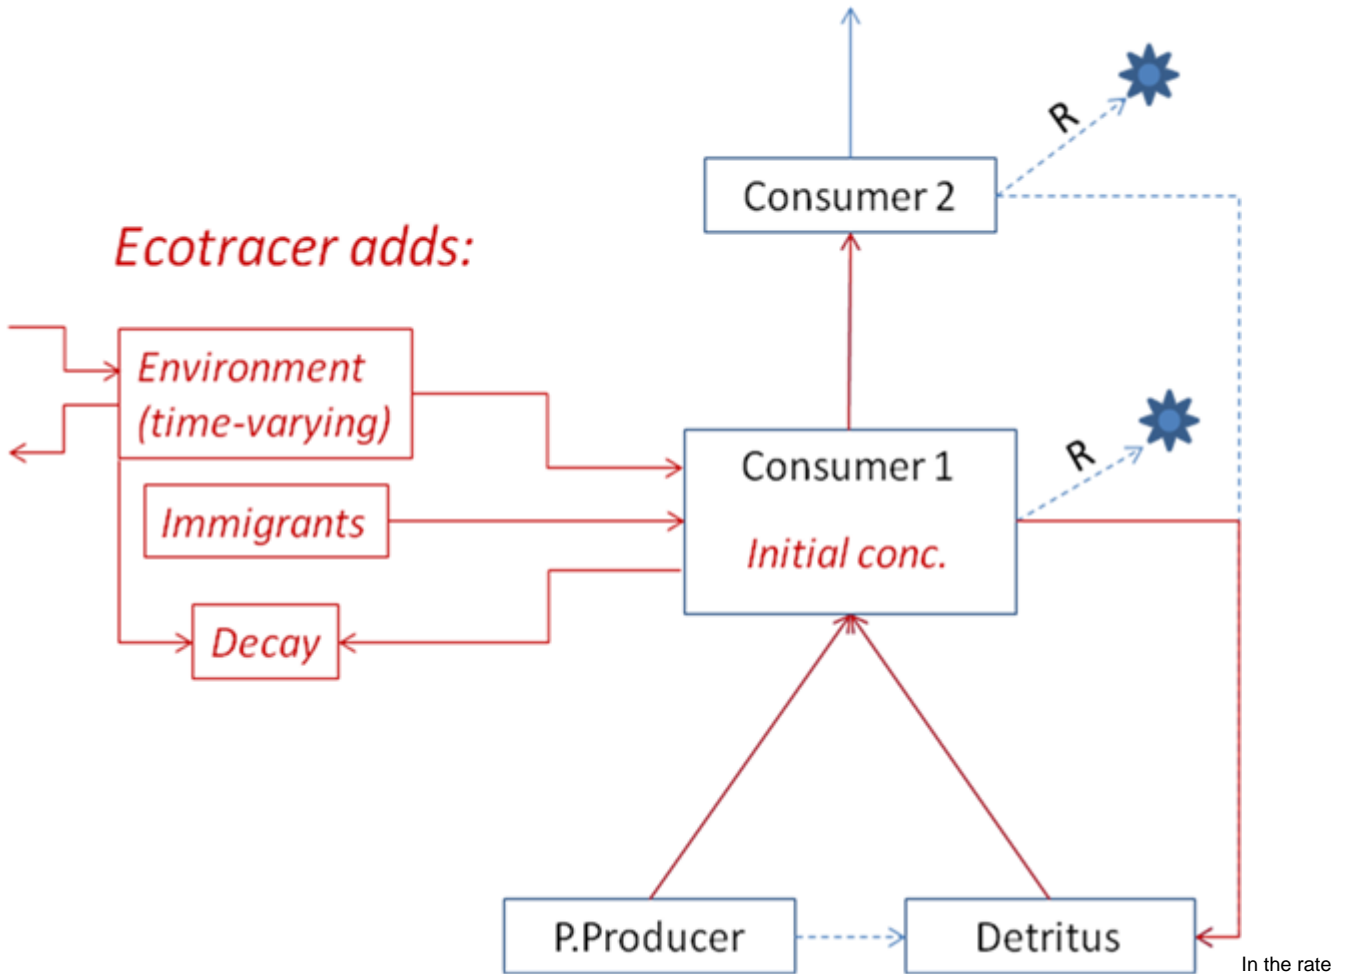 R
Consumer 2
Ecotracer adds:
Environment
(time-varying)
Consumer 1
R
Immigrants
Initial conc.
Decay
P.Producer
Detritus
In the rate